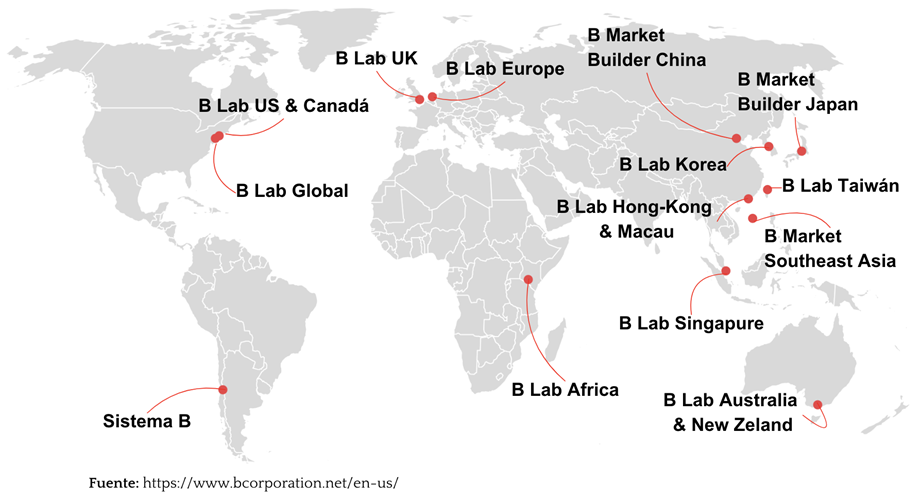 B Market
Builder China
B Lab UK
B Lab Europe
B Market
Builder Japan
B Lab US & Canadá
B Lab Korea
B Lab Global
B Lab Taiwán
B Lab Hong-Kong
& Macau
B Market
Southeast Asia
B Lab Singapure
B Lab Africa
B Lab Australia
& New Zeland
Sistema B
Fuente: https://www.bcorporation.net/en-us/